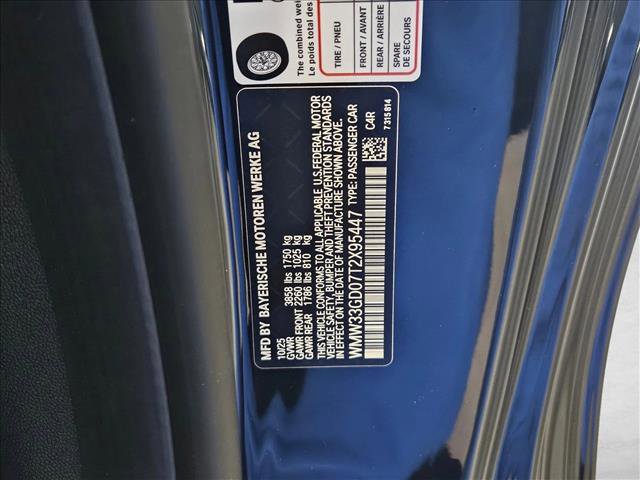 The combined wei
Le poids total des
TIRE / PNEU
FRONT / AVANT
REAR / ARRIÈRE
SPARE
DE SECOURS
MFD BY BAYERISCHE MOTOREN WERKE AG
10/25
GVWR 3858 lbs 1750 kg
GAWR FRONT 2260 lbs 1025 kg
GAWR REAR 1786 lbs 810 kg
THIS VEHICLE CONFORMS TO ALL APPLICABLE U.S.FEDERAL MOTOR
VEHICLE SAFETY, BUMPER AND THEFT PREVENTION STANDARDS
IN EFFECT ON THE DATE OF MANUFACTURE SHOWN ABOVE.
WMW33GD07T2X95447 TYPE: PASSENGER CAR
C4R
7315814